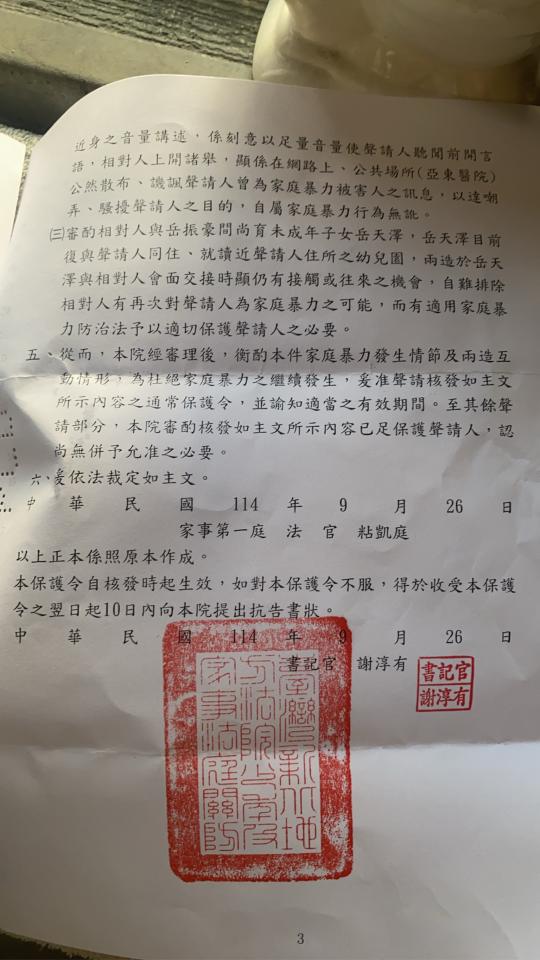 近身之音量講述，係刻意以足量音量使聲請人聽聞前開言
語，相對人上開諸舉，顯係在網路上、公共場所(亞東醫院)
公然散布、譏諷聲請人曾為家庭暴力被害人之訊息，以達嘲
弄、騷擾聲請人之目的，自屬家庭暴力行為無訛。
㈢審酌相對人與岳振豪間尚育未成年子女岳天澤，岳天澤目前
復與聲請人同住、就讀近聲請人住所之幼兒園，兩造於岳天
澤與相對人會面交接時顯仍有接觸或往來之機會，自難排除
相對人有再次對聲請人為家庭暴力之可能，而有適用家庭暴
力防治法予以適切保護聲請人之必要。
五、從而，本院經審理後，衡酌本件家庭暴力發生情節及兩造互
動情形，為杜絕家庭暴力之繼續發生，爰准聲請核發如主文
所示內容之通常保護令，並諭知適當之有效期間。至其餘聲
請部分，本院審酌核發如主文所示內容已足保護聲請人，認
尚無併予允准之必要。
六、爰依法裁定如主文。
中 華 民 國 114 年 9 月 26 日
家事第一庭 法 官 粘凱庭
以上正本係照原本作成。
本保護令自核發時起生效，如對本保護令不服，得於收受本保護
令之翌日起10日內向本院提出抗告書狀。
中 華 民 國 114 年 9 月 26 日
書記官 謝淳有
書記官
謝淳有
臺灣新北地
方法院少年及
家事法庭關防
3